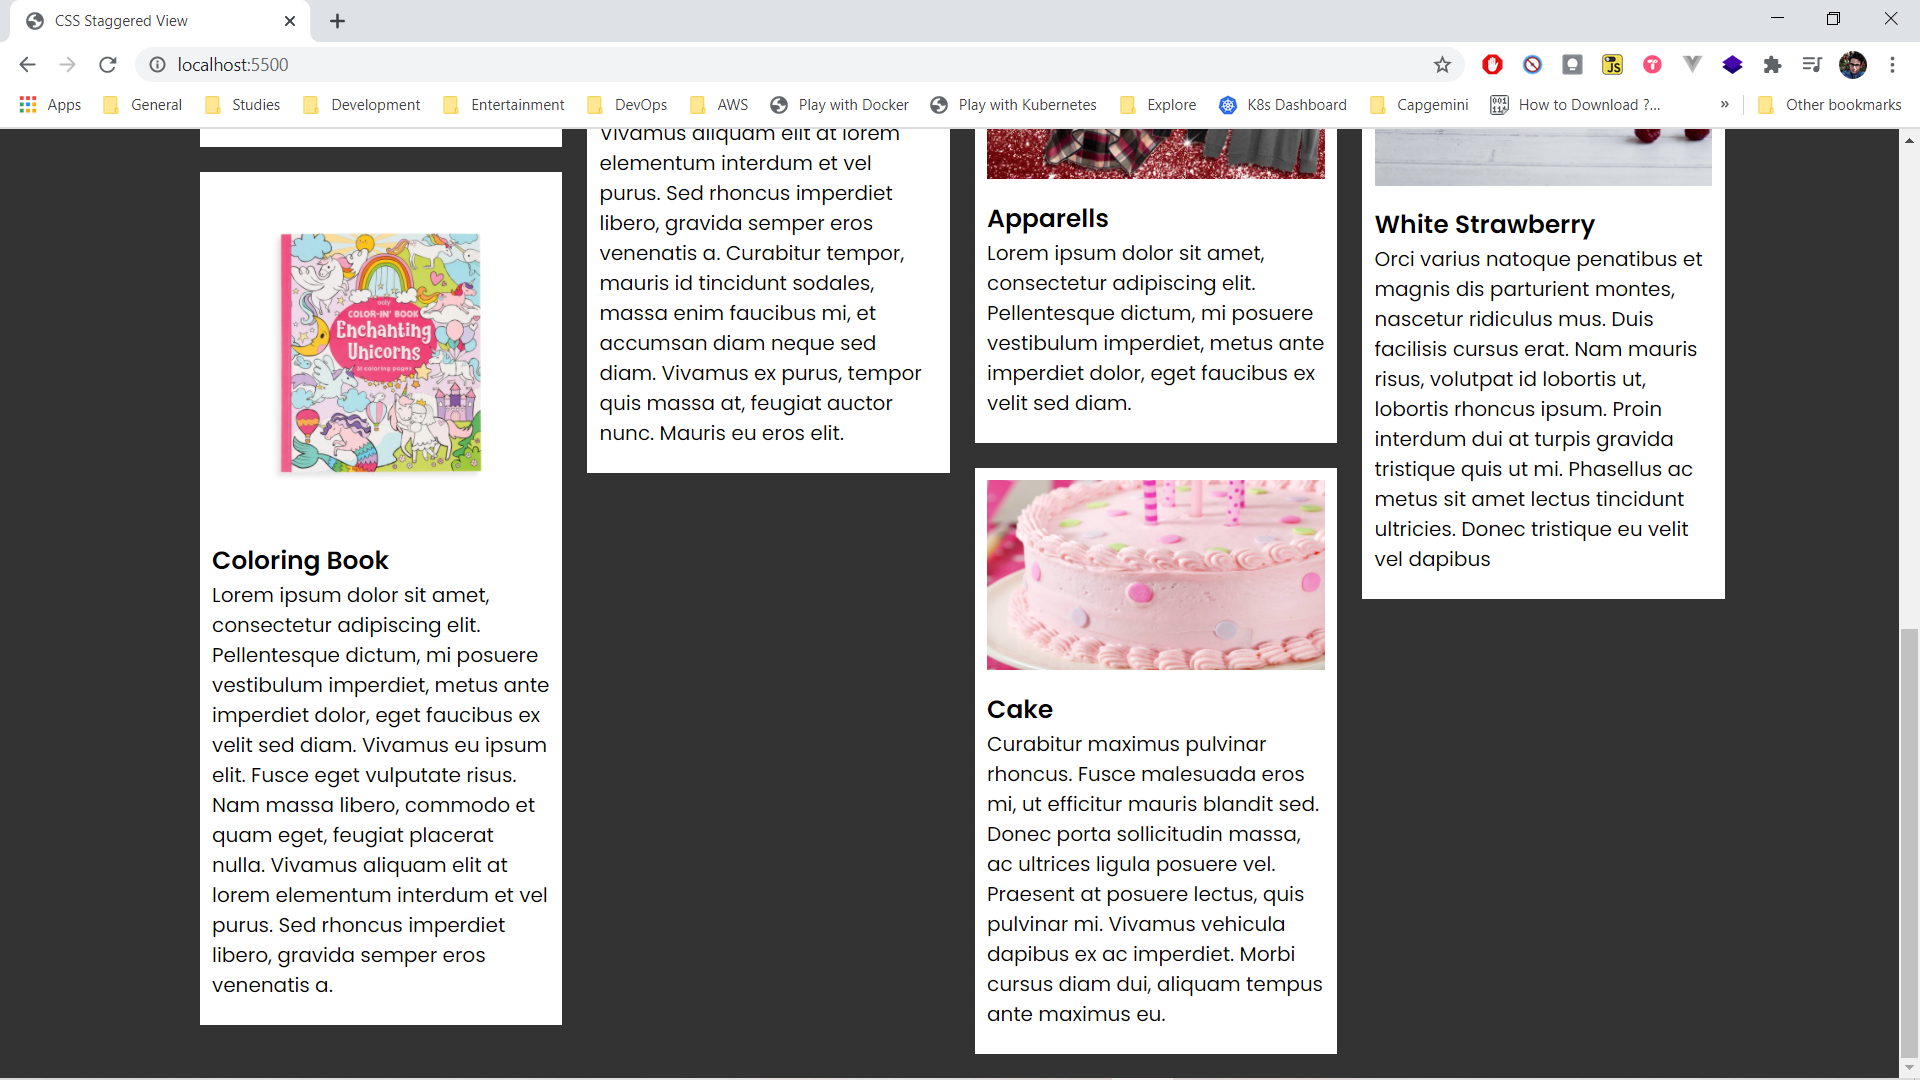 CSS Staggered View
localhost:5500
Apps General Studies Development Entertainment DevOps AWS Play with Docker Play with Kubernetes Explore K8s Dashboard Capgemini How to Download ?... » Other bookmarks
JS
ooly
COLOR-IN' BOOK
Enchanting
Unicorns
31 coloring pages
Coloring Book
Lorem ipsum dolor sit amet,
consectetur adipiscing elit.
Pellentesque dictum, mi posuere
vestibulum imperdiet, metus ante
imperdiet dolor, eget faucibus ex
velit sed diam. Vivamus eu ipsum
elit. Fusce eget vulputate risus.
Nam massa libero, commodo et
quam eget, feugiat placerat
nulla. Vivamus aliquam elit at
lorem elementum interdum et vel
purus. Sed rhoncus imperdiet
libero, gravida semper eros
venenatis a.
Vivamus aliquam elit at lorem
elementum interdum et vel
purus. Sed rhoncus imperdiet
libero, gravida semper eros
venenatis a. Curabitur tempor,
mauris id tincidunt sodales,
massa enim faucibus mi, et
accumsan diam neque sed
diam. Vivamus ex purus, tempor
quis massa at, feugiat auctor
nunc. Mauris eu eros elit.
Apparells
Lorem ipsum dolor sit amet,
consectetur adipiscing elit.
Pellentesque dictum, mi posuere
vestibulum imperdiet, metus ante
imperdiet dolor, eget faucibus ex
velit sed diam.
Cake
Curabitur maximus pulvinar
rhoncus. Fusce malesuada eros
mi, ut efficitur mauris blandit sed.
Donec porta sollicitudin massa,
ac ultrices ligula posuere vel.
Praesent at posuere lectus, quis
pulvinar mi. Vivamus vehicula
dapibus ex ac imperdiet. Morbi
cursus diam dui, aliquam tempus
ante maximus eu.
White Strawberry
Orci varius natoque penatibus et
magnis dis parturient montes,
nascetur ridiculus mus. Duis
facilisis cursus erat. Nam mauris
risus, volutpat id lobortis ut,
lobortis rhoncus ipsum. Proin
interdum dui at turpis gravida
tristique quis ut mi. Phasellus ac
metus sit amet lectus tincidunt
ultricies. Donec tristique eu velit
vel dapibus